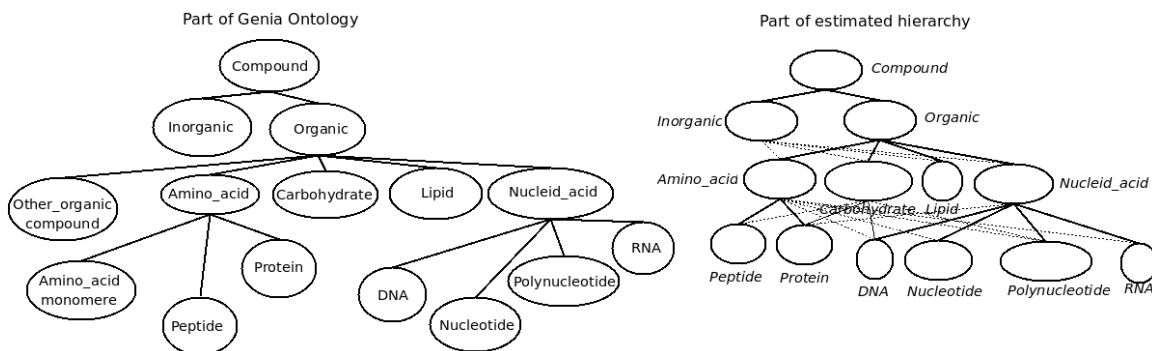 Part of Genia Ontology
Compound
Inorganic
Organic
Other_organic
compound
Amino_acid
Carbohydrate
Lipid
Nucleid_acid
Amino_acid
monomere
Peptide
Protein
DNA
Nucleotide
Polynucleotide
RNA
Part of estimated hierarchy
Compound
Inorganic
Organic
Amino_acid
Carbohydrate
Lipid
Nucleid_acid
Peptide
Protein
DNA
Nucleotide
Polynucleotide
RNA